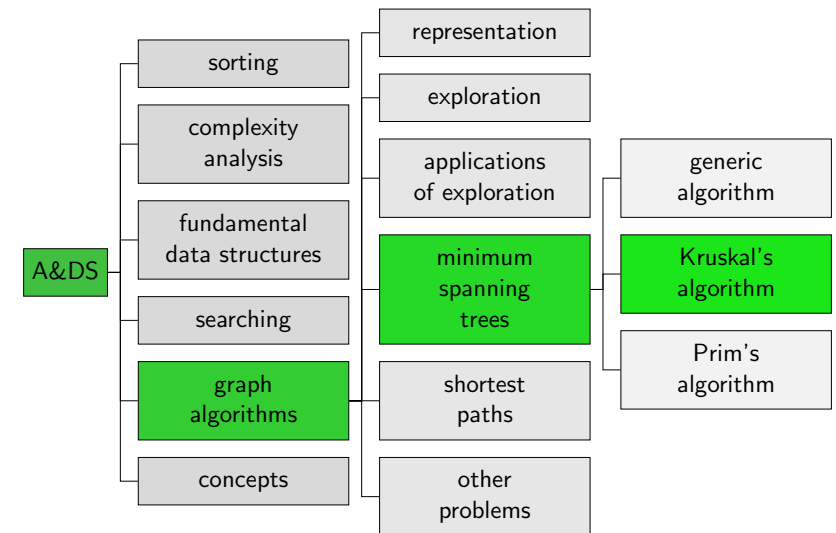 A&DS
sorting
complexity
analysis
fundamental
data structures
searching
graph
algorithms
concepts
representation
exploration
applications
of exploration
minimum
spanning
trees
shortest
paths
other
problems
generic
algorithm
Kruskal's
algorithm
Prim's
algorithm